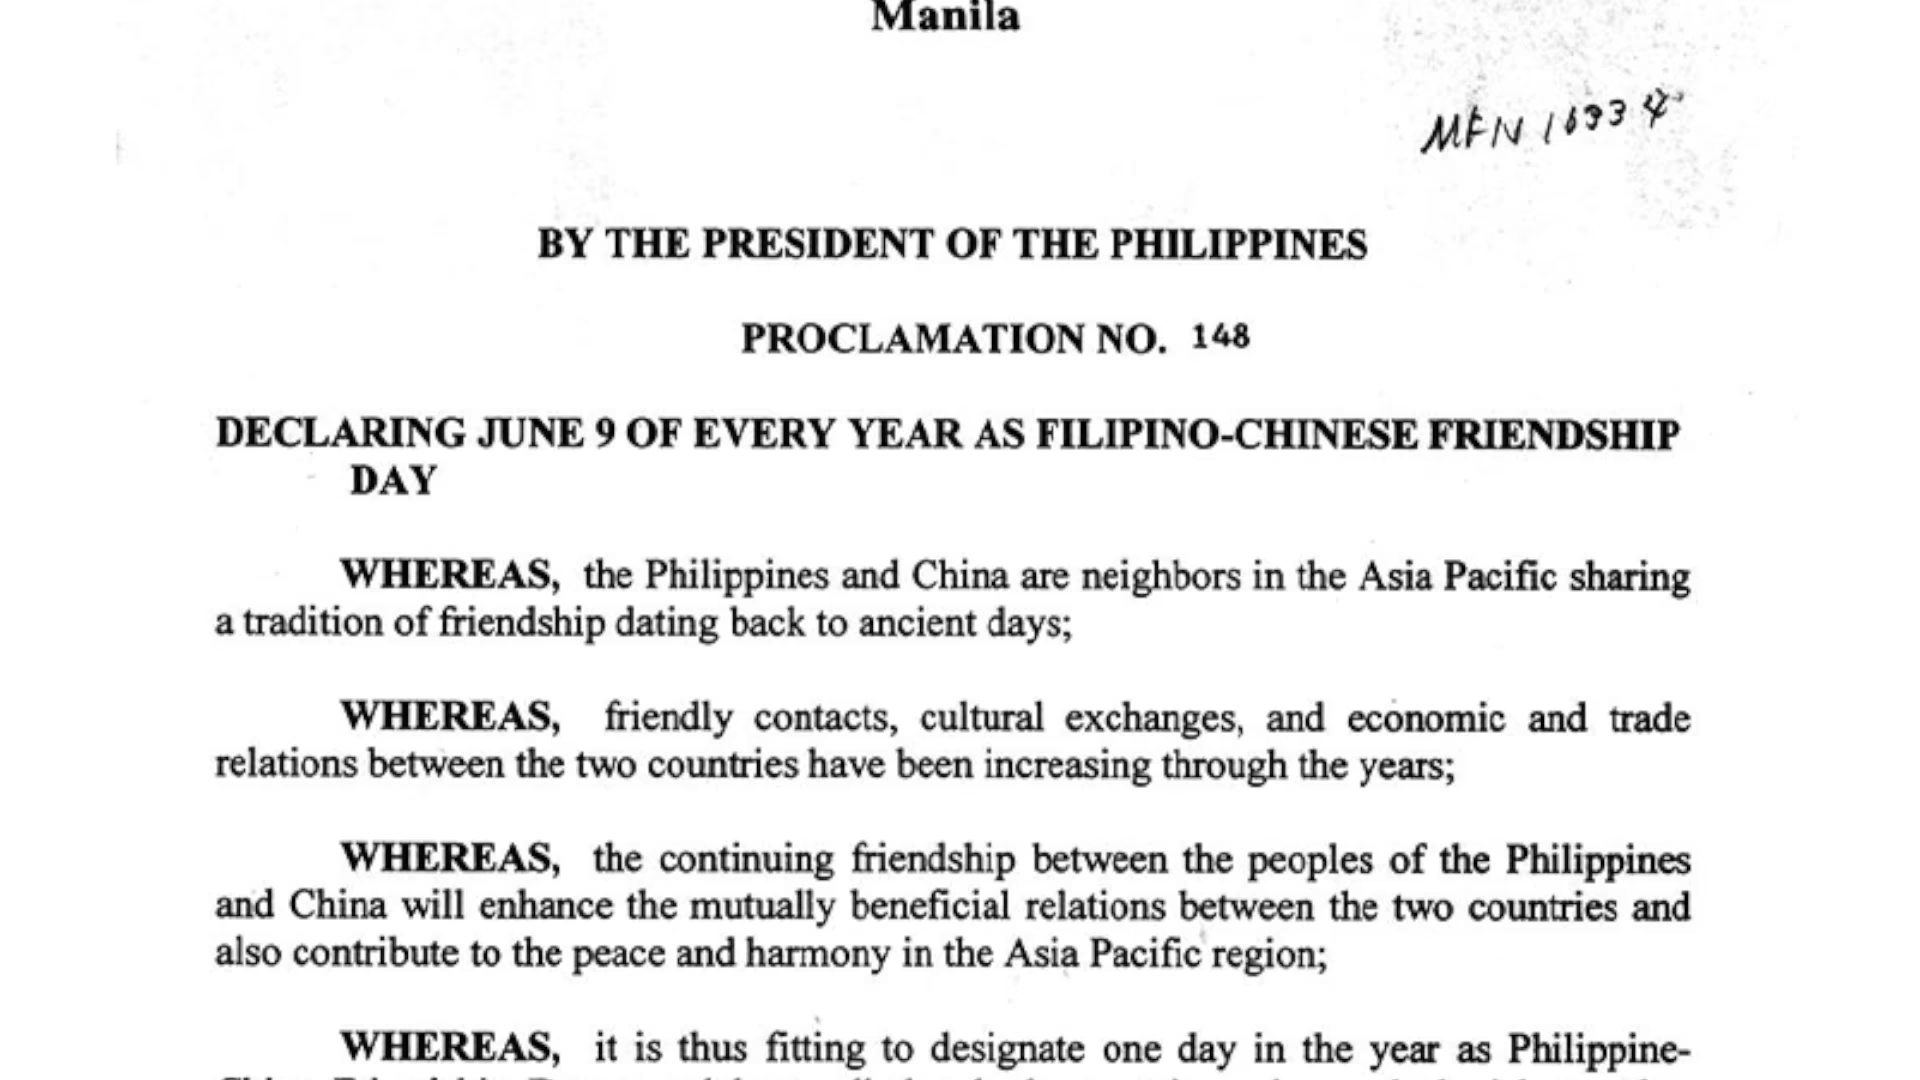 Manila
MFN 16334
BY THE PRESIDENT OF THE PHILIPPINES
PROCLAMATION NO. 148
DECLARING JUNE 9 OF EVERY YEAR AS FILIPINO-CHINESE FRIENDSHIP
DAY
WHEREAS, the Philippines and China are neighbors in the Asia Pacific sharing
a tradition of friendship dating back to ancient days;
WHEREAS, friendly contacts, cultural exchanges, and economic and trade
relations between the two countries have been increasing through the years;
WHEREAS, the continuing friendship between the peoples of the Philippines
and China will enhance the mutually beneficial relations between the two countries and
also contribute to the peace and harmony in the Asia Pacific region;
WHEREAS, it is thus fitting to designate one day in the year as Philippine-